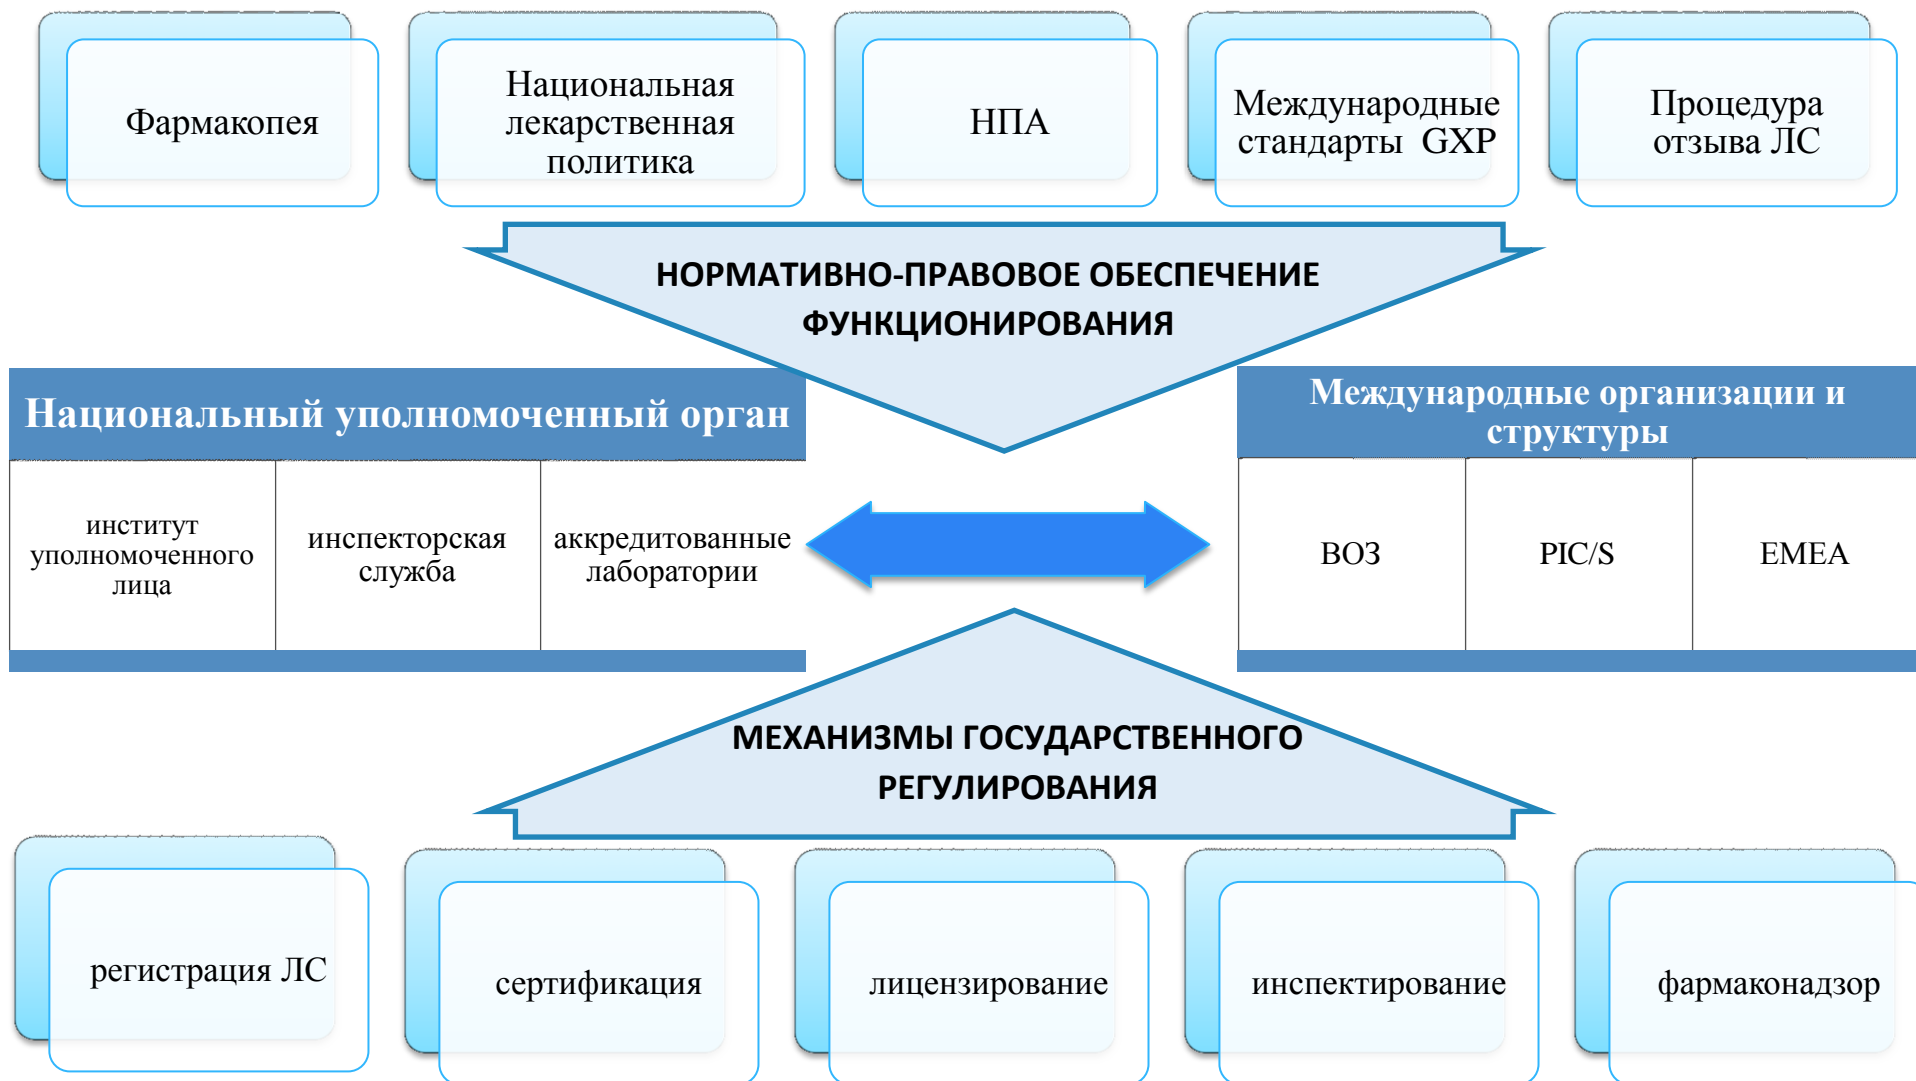 Фармакопея
Национальная
лекарственная
политика
НПА
Международные
стандарты GXP
Процедура
отзыва ЛС
НОРМАТИВНО-ПРАВОВОЕ ОБЕСПЕЧЕНИЕ
ФУНКЦИОНИРОВАНИЯ
Национальный уполномоченный орган
институт
уполномоченного
лица
инспекторская
служба
аккредитованные
лаборатории
Международные организации и
структуры
ВОЗ
PIC/S
EMEA
МЕХАНИЗМЫ ГОСУДАРСТВЕННОГО
РЕГУЛИРОВАНИЯ
регистрация ЛС
сертификация
лицензирование
инспектирование
фармаконадзор